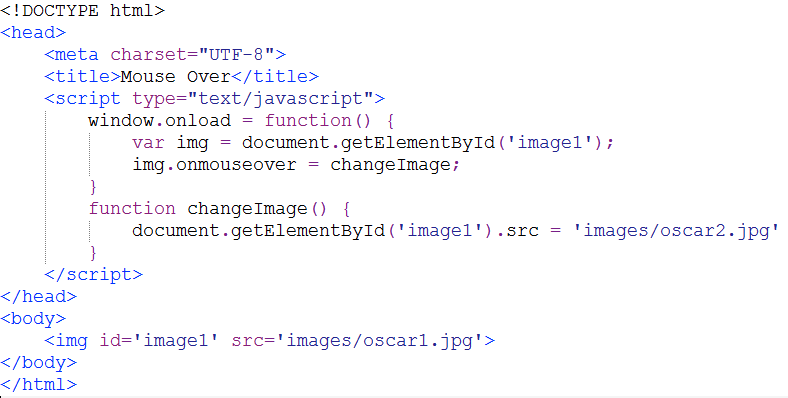 <!DOCTYPE html>
<head>
    <meta charset="UTF-8">
    <title>Mouse Over</title>
    <script type="text/javascript">
        window.onload = function() {
            var img = document.getElementById('image1');
            img.onmouseover = changeImage;
        }
        function changeImage() {
            document.getElementById('image1').src = 'images/oscar2.jpg'
        }
    </script>
</head>
<body>
    <img id='image1' src='images/oscar1.jpg'>
</body>
</html>